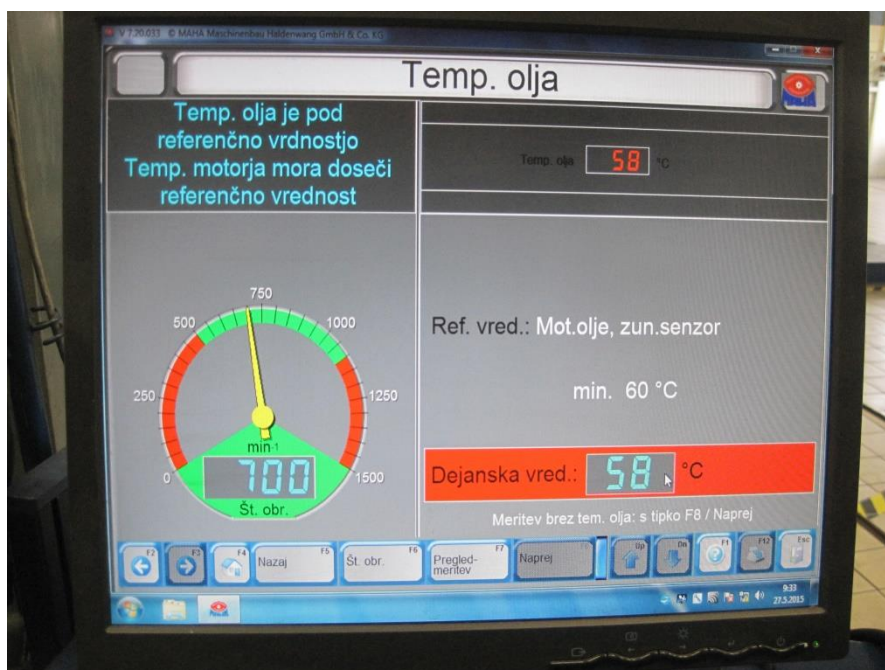 V 7.20.033 © MAHA Maschinenbau Haldenwang GmbH & Co. KG
Temp. olja
Temp. olja je pod
referenčno vrdnostjo
Temp. motorja mora doseči
referenčno vrednost
Temp. olja 58 °C
750
500 1000
250 1250
0 1500
min-1
700
Št. obr.
Ref. vred.: Mot.olje, zun.senzor
min. 60 °C
Dejanska vred.: 58 °C
Meritev brez tem. olja: s tipko F8 / Naprej
F2 F3 F4 Nazaj F5 Št. obr. F6 Pregled- F7 Naprej Up Dn F1 F12 Esc
meritev
9:33
27.5.2015